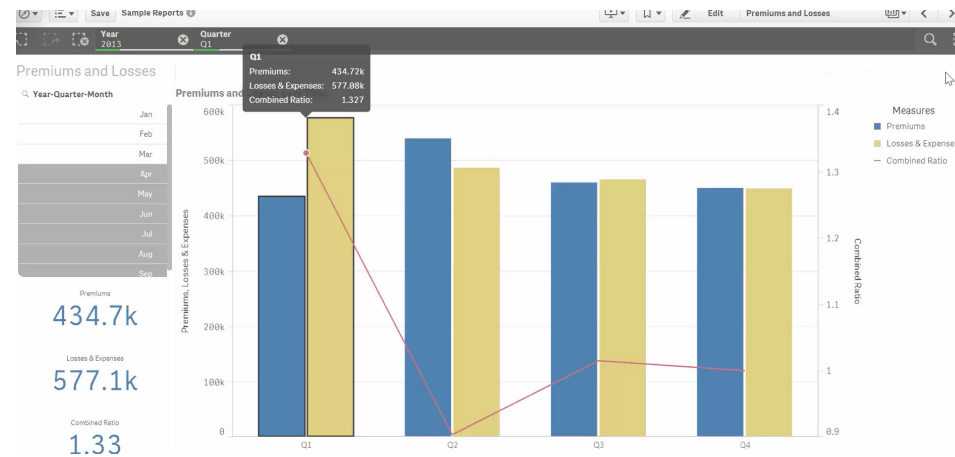 Save Sample Reports
Edit Premiums and Losses
Year
2013
Quarter
Q1
Premiums and Losses
Year-Quarter-Month
Jan
Feb
Mar
Apr
May
Jun
Jul
Aug
Sep
Premiums
434.7k
Losses & Expenses
577.1k
Combined Ratio
1.33
Premiums and
Q1
Premiums: 434.72k
Losses & Expenses: 577.08k
Combined Ratio: 1.327
Premiums, Losses & Expenses
600k
500k
400k
300k
200k
100k
0
Q1
Q2
Q3
Q4
1.4
1.3
1.2
1.1
1
0.9
Combined Ratio
Measures
Premiums
Losses & Expense
Combined Ratio